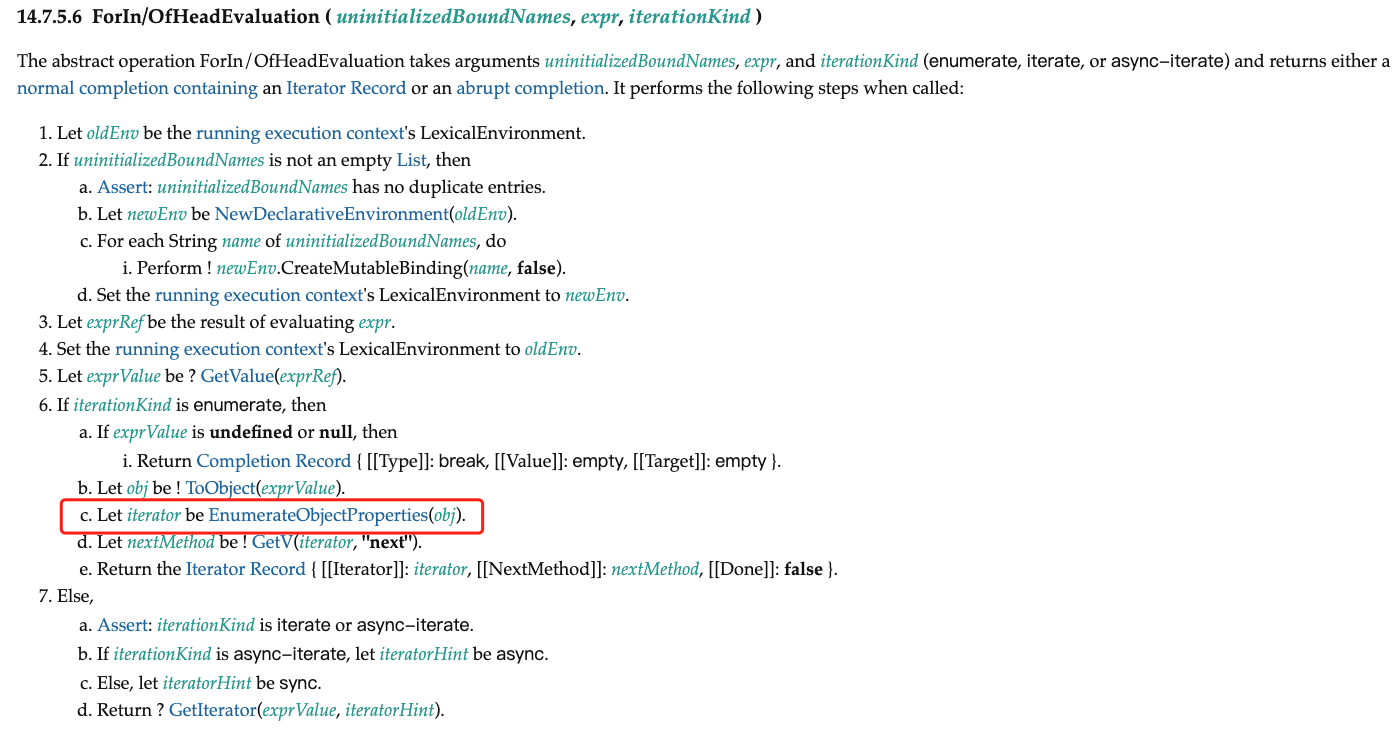 14.7.5.6 ForIn/OfHeadEvaluation ( uninitializedBoundNames, expr, iterationKind )
The abstract operation ForIn/OfHeadEvaluation takes arguments uninitializedBoundNames, expr, and iterationKind (enumerate, iterate, or async-iterate) and returns either a
normal completion containing an Iterator Record or an abrupt completion. It performs the following steps when called:
1. Let oldEnv be the running execution context's LexicalEnvironment.
2. If uninitializedBoundNames is not an empty List, then
a. Assert: uninitializedBoundNames has no duplicate entries.
b. Let newEnv be NewDeclarativeEnvironment(oldEnv).
c. For each String name of uninitializedBoundNames, do
i. Perform ! newEnv.CreateMutableBinding(name, false).
d. Set the running execution context's LexicalEnvironment to newEnv.
3. Let exprRef be the result of evaluating expr.
4. Set the running execution context's LexicalEnvironment to oldEnv.
5. Let exprValue be ? GetValue(exprRef).
6. If iterationKind is enumerate, then
a. If exprValue is undefined or null, then
i. Return Completion Record { [[Type]]: break, [[Value]]: empty, [[Target]]: empty }.
b. Let obj be ! ToObject(exprValue).
c. Let iterator be EnumerateObjectProperties(obj).
d. Let nextMethod be ! GetV(iterator, "next").
e. Return the Iterator Record { [[Iterator]]: iterator, [[NextMethod]]: nextMethod, [[Done]]: false }.
7. Else,
a. Assert: iterationKind is iterate or async-iterate.
b. If iterationKind is async-iterate, let iteratorHint be async.
c. Else, let iteratorHint be sync.
d. Return ? GetIterator(exprValue, iteratorHint).